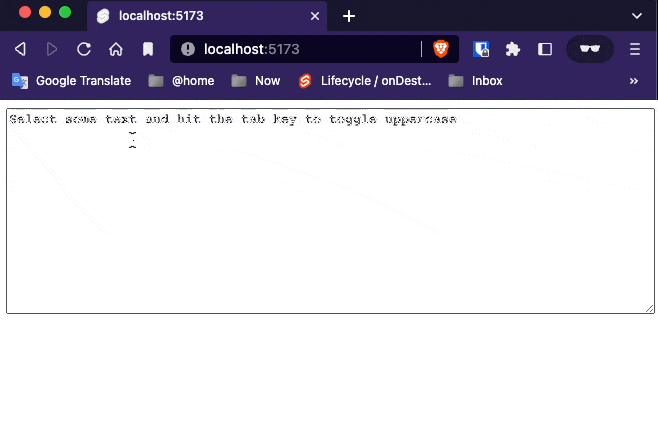 localhost:5173
localhost:5173
Google Translate @home Now Lifecycle / onDest... Inbox »
Select some text and hit the tab key to toggle uppercase